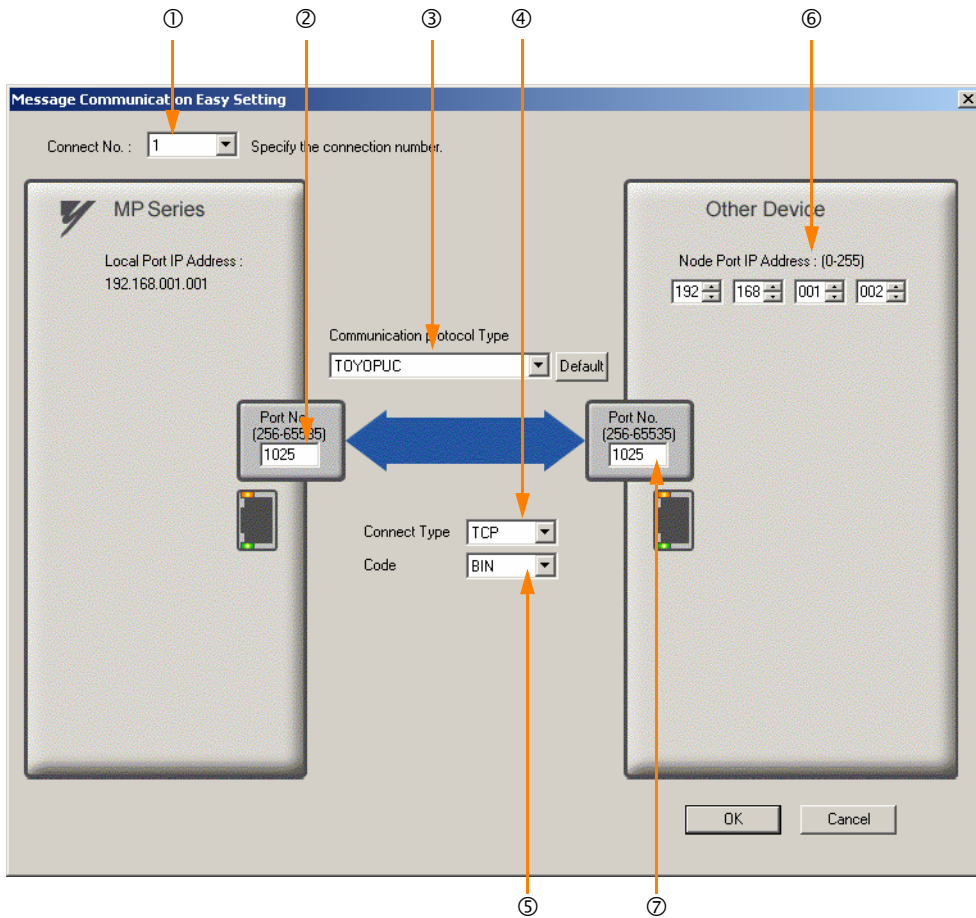 ① ② ③ ④ ⑥
Message Communication Easy Setting
Connect No. : 1 Specify the connection number.
MP Series
Local Port IP Address :
192.168.001.001
Other Device
Node Port IP Address : (0-255)
192 168 001 002
Communication protocol Type
TOYOPUC Default
Port No.
(256-65535)
1025
Port No.
(256-65535)
1025
Connect Type TCP
Code BIN
OK Cancel
⑤ ⑦